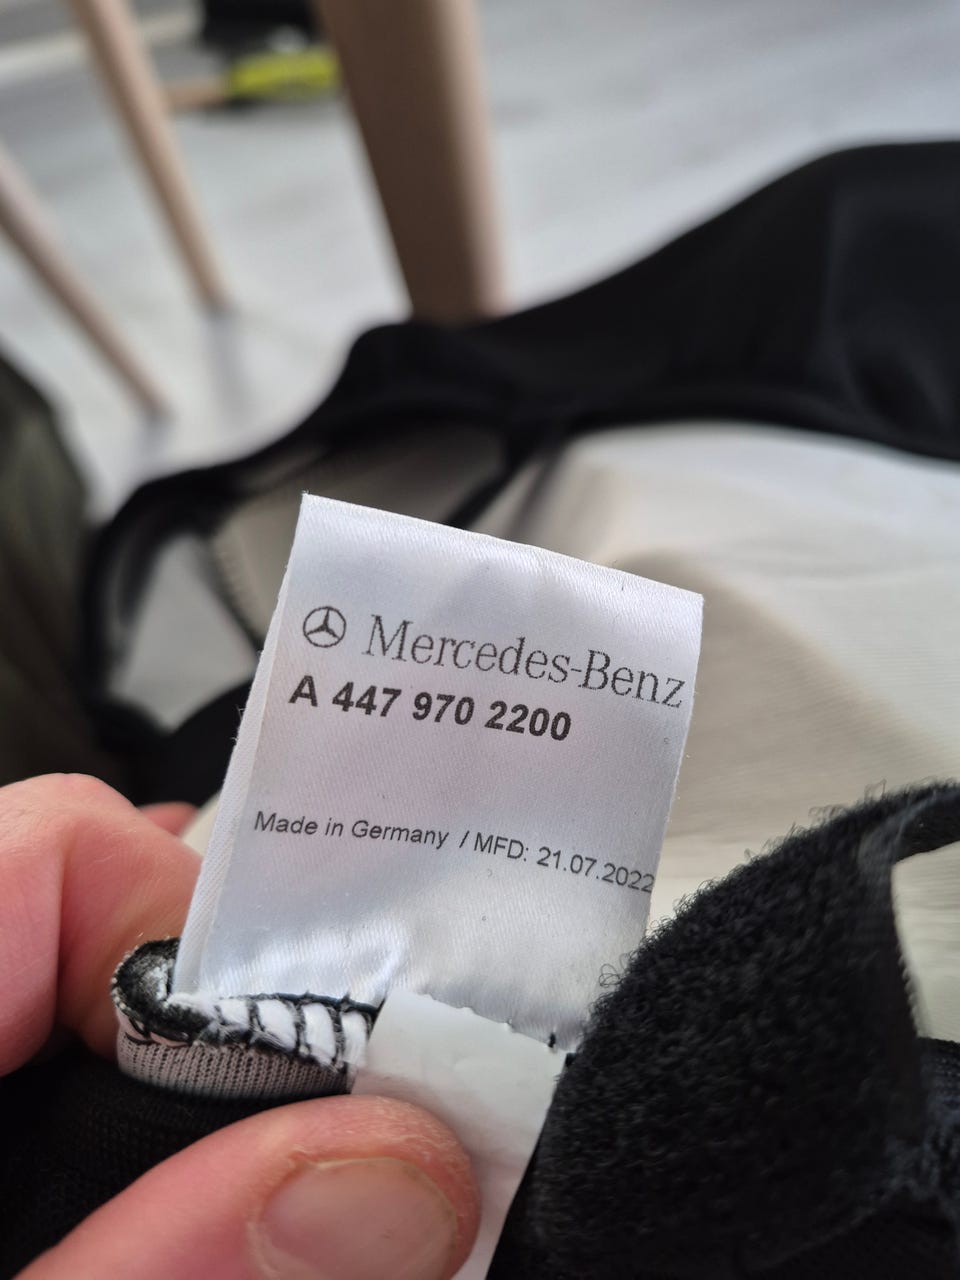 Mercedes-Benz
A 447 970 2200
Made in Germany / MFD: 21.07.2022